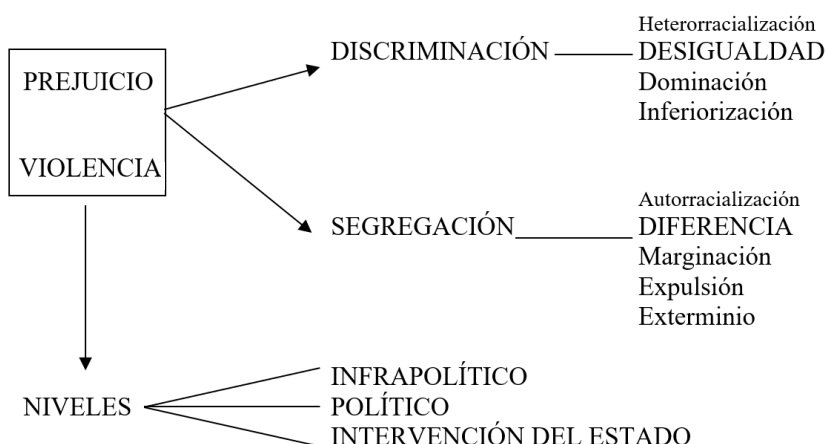 PREJUICIO
VIOLENCIA
DISCRIMINACIÓN
Heterorracialización
DESIGUALDAD
Dominación
Inferiorización
SEGREGACIÓN
Autorracialización
DIFERENCIA
Marginación
Expulsión
Exterminio
NIVELES
INFRAPOLÍTICO
POLÍTICO
INTERVENCIÓN DEL ESTADO